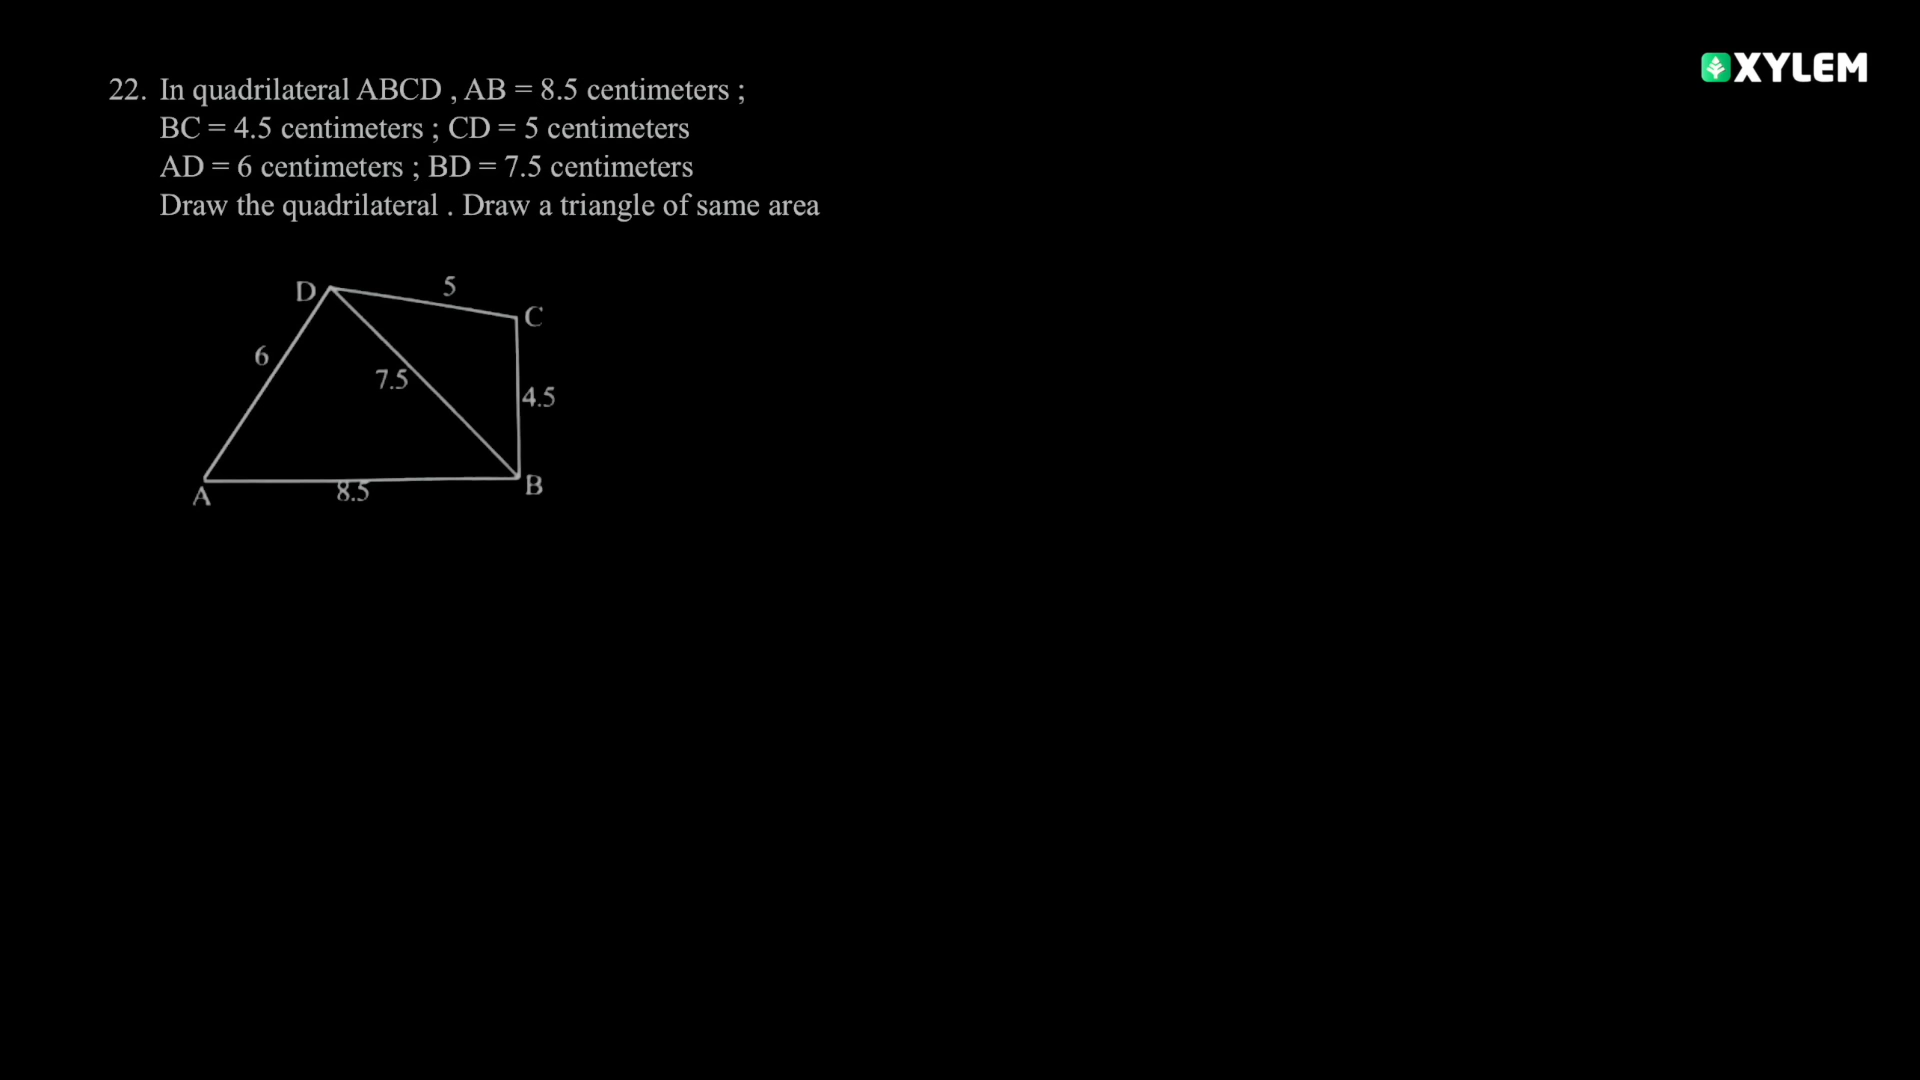 XYLEM
22. In quadrilateral ABCD , AB = 8.5 centimeters ;
BC = 4.5 centimeters ; CD = 5 centimeters
AD = 6 centimeters ; BD = 7.5 centimeters
Draw the quadrilateral . Draw a triangle of same area
D
5
C
6
7.5
4.5
A
8.5
B